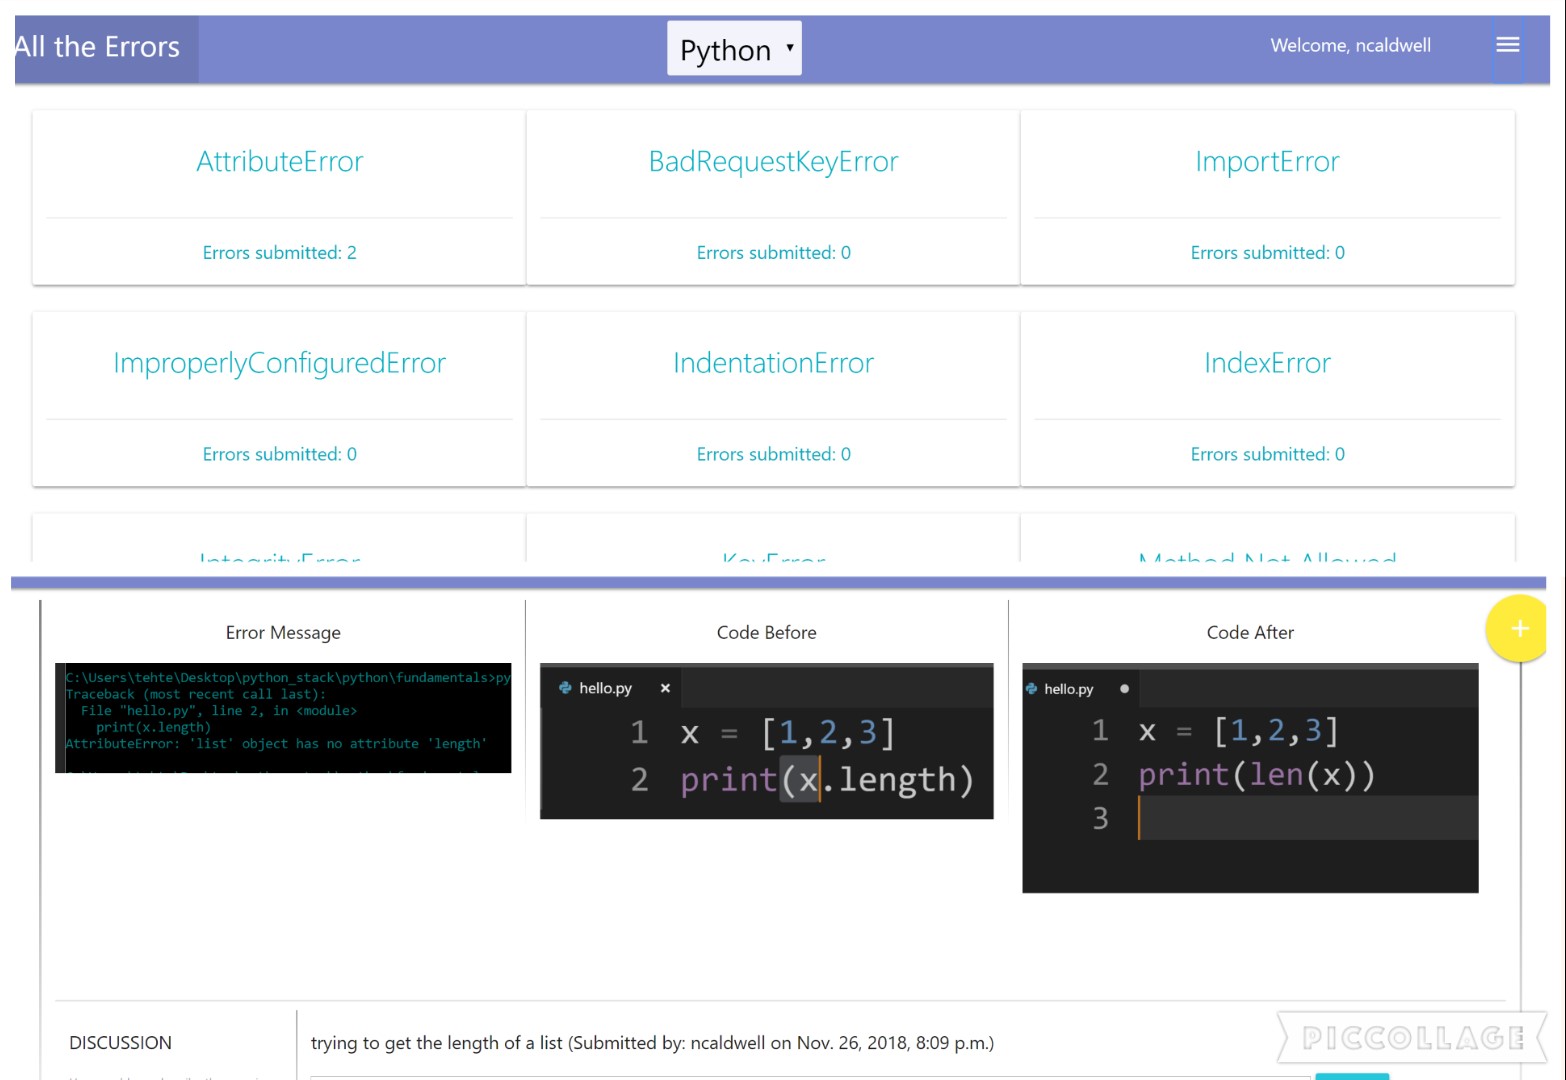 All the Errors
Python
Welcome, ncaldwell
AttributeError
BadRequestKeyError
ImportError
Errors submitted: 2
Errors submitted: 0
Errors submitted: 0
ImproperlyConfiguredError
IndentationError
IndexError
Errors submitted: 0
Errors submitted: 0
Errors submitted: 0
IntegrityError
KeyError
Method Not Allowed
Error Message
Code Before
Code After
+
C:\Users\tehte\Desktop\python_stack\python\fundamentals>py
Traceback (most recent call last):
File "hello.py", line 2, in <module>
print(x.length)
AttributeError: 'list' object has no attribute 'length'
hello.py
1 x = [1,2,3]
2 print(x.length)
hello.py
1 x = [1,2,3]
2 print(len(x))
3
DISCUSSION
trying to get the length of a list (Submitted by: ncaldwell on Nov. 26, 2018, 8:09 p.m.)
PICCOLLAGE